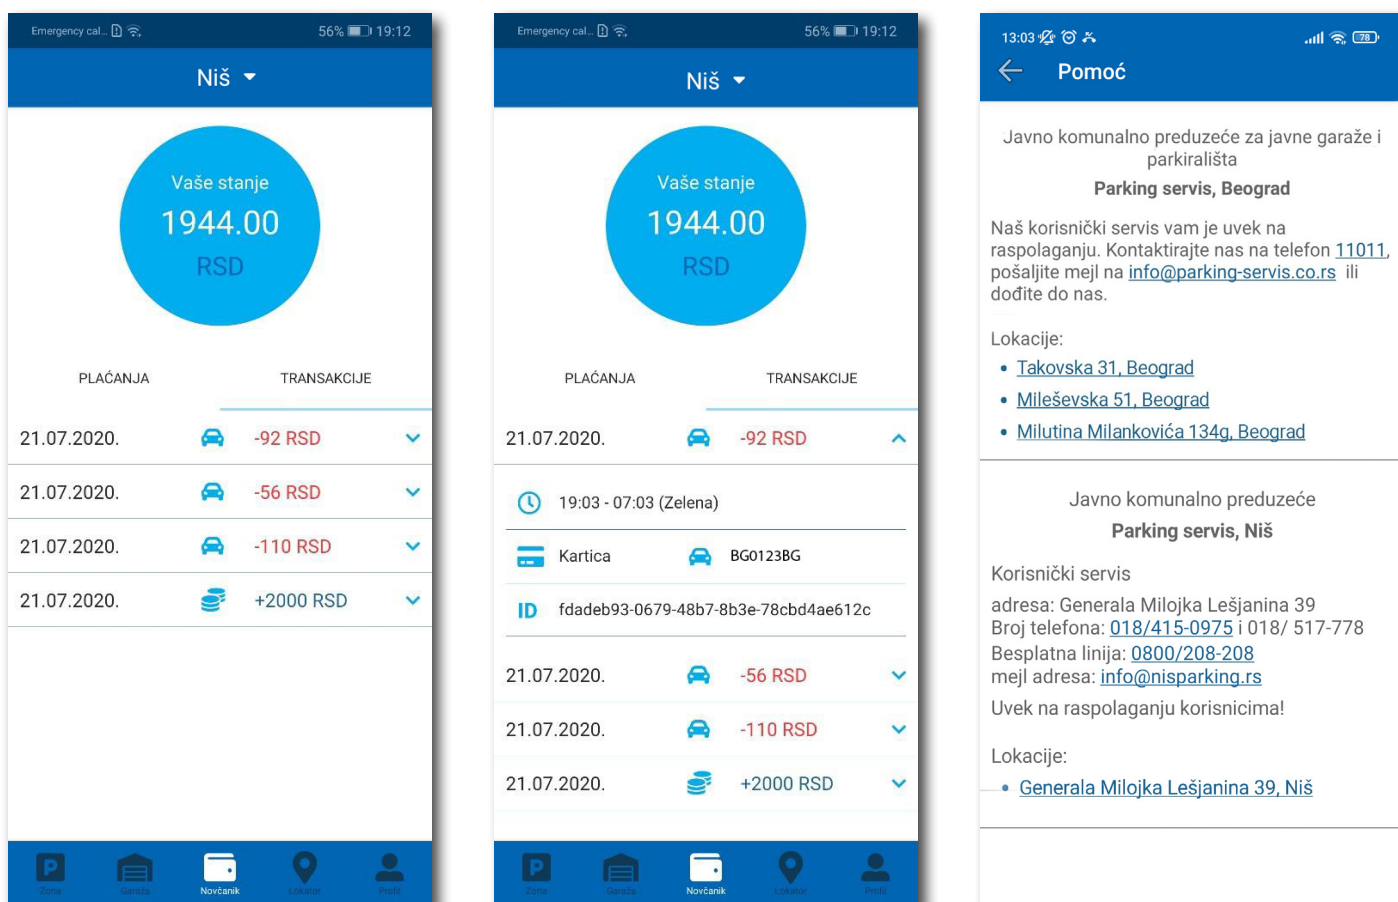 Emergency cal...
56%
19:12
Niš
Vaše stanje
1944.00
RSD
PLAĆANJA
TRANSAKCIJE
21.07.2020.
-92 RSD
21.07.2020.
-56 RSD
21.07.2020.
-110 RSD
21.07.2020.
+2000 RSD
P
Zona
Garaža
Novčanik
Lokator
Profil
Emergency cal...
56%
19:12
Niš
Vaše stanje
1944.00
RSD
PLAĆANJA
TRANSAKCIJE
21.07.2020.
-92 RSD
19:03 - 07:03 (Zelena)
Kartica
BG0123BG
ID
fdadeb93-0679-48b7-8b3e-78cbd4ae612c
21.07.2020.
-56 RSD
21.07.2020.
-110 RSD
21.07.2020.
+2000 RSD
P
Zona
Garaža
Novčanik
Lokator
Profil
13:03
78
Pomoć
Javno komunalno preduzeće za javne garaže i
parkirališta
Parking servis, Beograd
Naš korisnički servis vam je uvek na
raspolaganju. Kontaktirajte nas na telefon 11011,
pošaljite mejl na info@parking-servis.co.rs ili
dođite do nas.
Lokacije:
• Takovska 31, Beograd
• Mileševska 51, Beograd
• Milutina Milankovića 134g, Beograd
Javno komunalno preduzeće
Parking servis, Niš
Korisnički servis
adresa: Generala Milojka Lešjanina 39
Broj telefona: 018/415-0975 i 018/ 517-778
Besplatna linija: 0800/208-208
mejl adresa: info@nisparking.rs
Uvek na raspolaganju korisnicima!
Lokacije:
• Generala Milojka Lešjanina 39, Niš